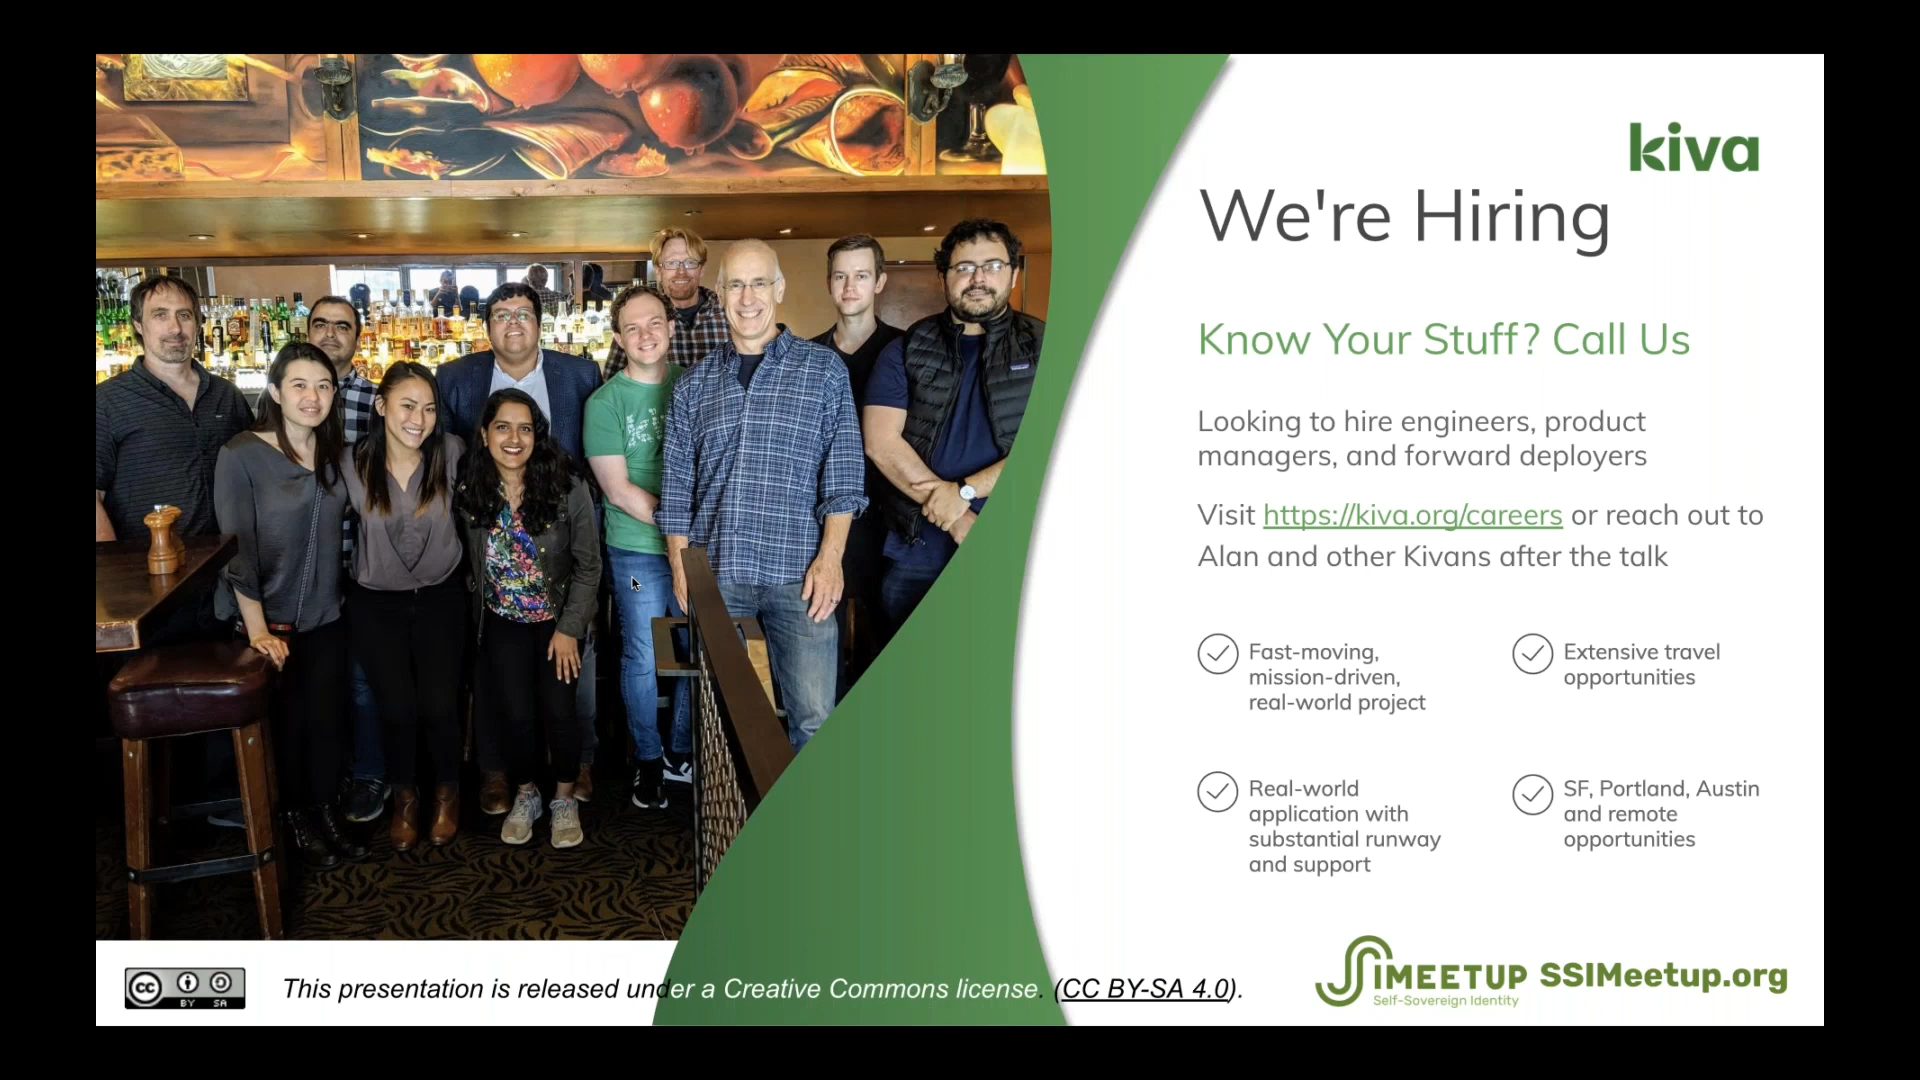 kiva
We're Hiring
Know Your Stuff? Call Us
Looking to hire engineers, product
managers, and forward deployers
Visit https://kiva.org/careers or reach out to
Alan and other Kivans after the talk
Fast-moving,
mission-driven,
real-world project
Extensive travel
opportunities
Real-world
application with
substantial runway
and support
SF, Portland, Austin
and remote
opportunities
cc BY SA
This presentation is released under a Creative Commons license. (CC BY-SA 4.0).
SSIMEETUP
Self-Sovereign Identity
SSIMeetup.org